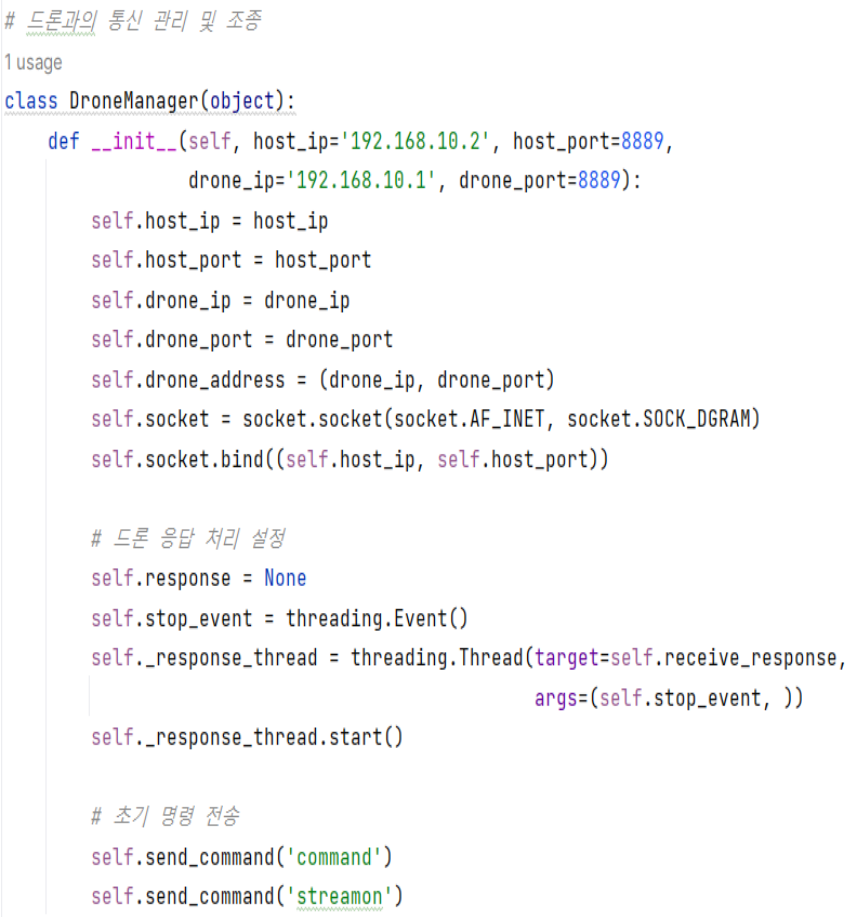 # 드론과의 통신 관리 및 조종
1 usage
class DroneManager(object):
    def __init__(self, host_ip='192.168.10.2', host_port=8889,
                 drone_ip='192.168.10.1', drone_port=8889):
        self.host_ip = host_ip
        self.host_port = host_port
        self.drone_ip = drone_ip
        self.drone_port = drone_port
        self.drone_address = (drone_ip, drone_port)
        self.socket = socket.socket(socket.AF_INET, socket.SOCK_DGRAM)
        self.socket.bind((self.host_ip, self.host_port))
        # 드론 응답 처리 설정
        self.response = None
        self.stop_event = threading.Event()
        self._response_thread = threading.Thread(target=self.receive_response,
                                                 args=(self.stop_event, ))
        self._response_thread.start()
        # 초기 명령 전송
        self.send_command('command')
        self.send_command('streamon')